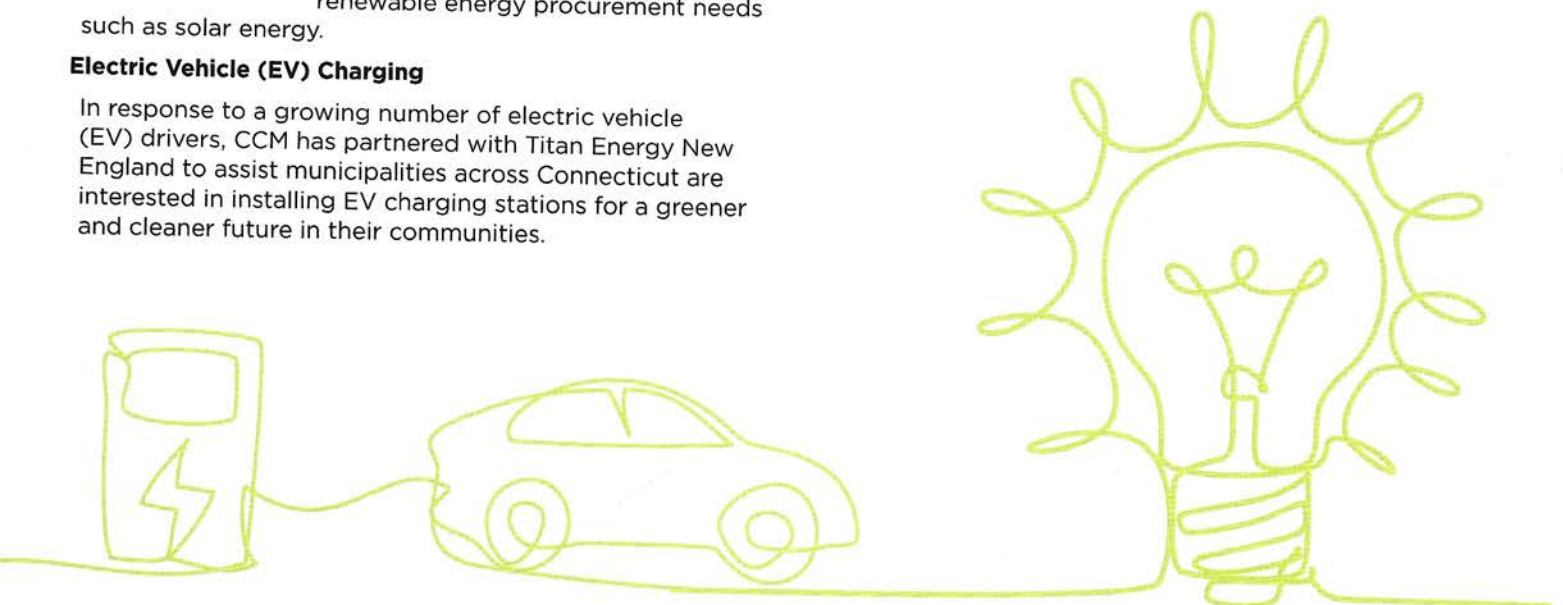 renewable energy procurement needs
such as solar energy.
Electric Vehicle (EV) Charging
In response to a growing number of electric vehicle
(EV) drivers, CCM has partnered with Titan Energy New
England to assist municipalities across Connecticut are
interested in installing EV charging stations for a greener
and cleaner future in their communities.